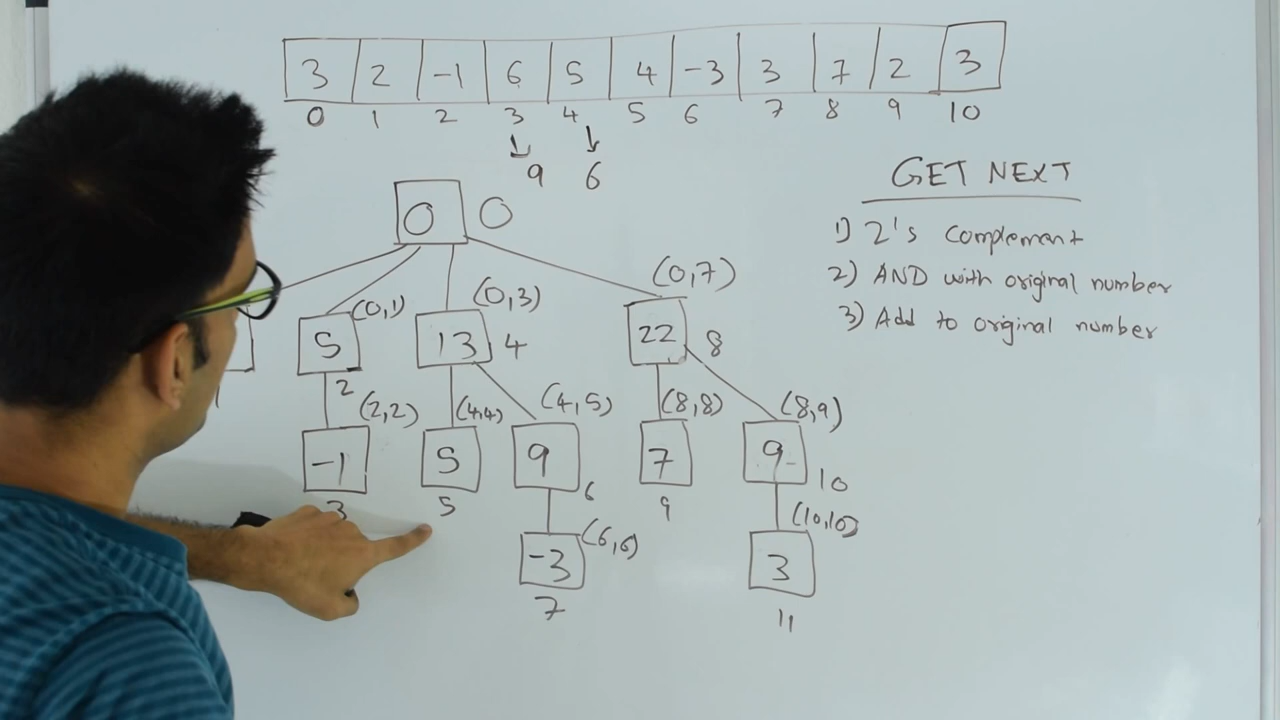 3 2 -1 6 5 4 -3 3 7 2 3
0 1 2 3 4 5 6 7 8 9 10
9 6
GET NEXT
0 0
1) 2's complement
2) AND with original number
3) Add to original number
(0,1) (0,3) (0,7)
5 13 4 22 8
1 2
(2,2) (4,4) (4,5) (8,8) (8,9)
-1 5 9 7 9
3 5 6 9 10
(6,6) (10,10)
-3 3
7 11